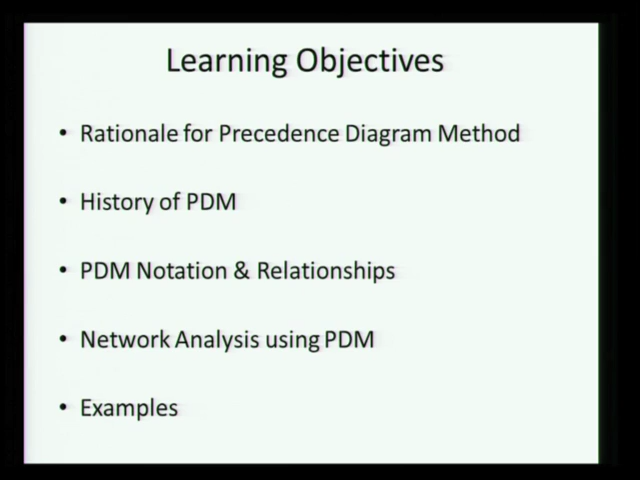 Learning Objectives
• Rationale for Precedence Diagram Method
• History of PDM
• PDM Notation & Relationships
• Network Analysis using PDM
• Examples